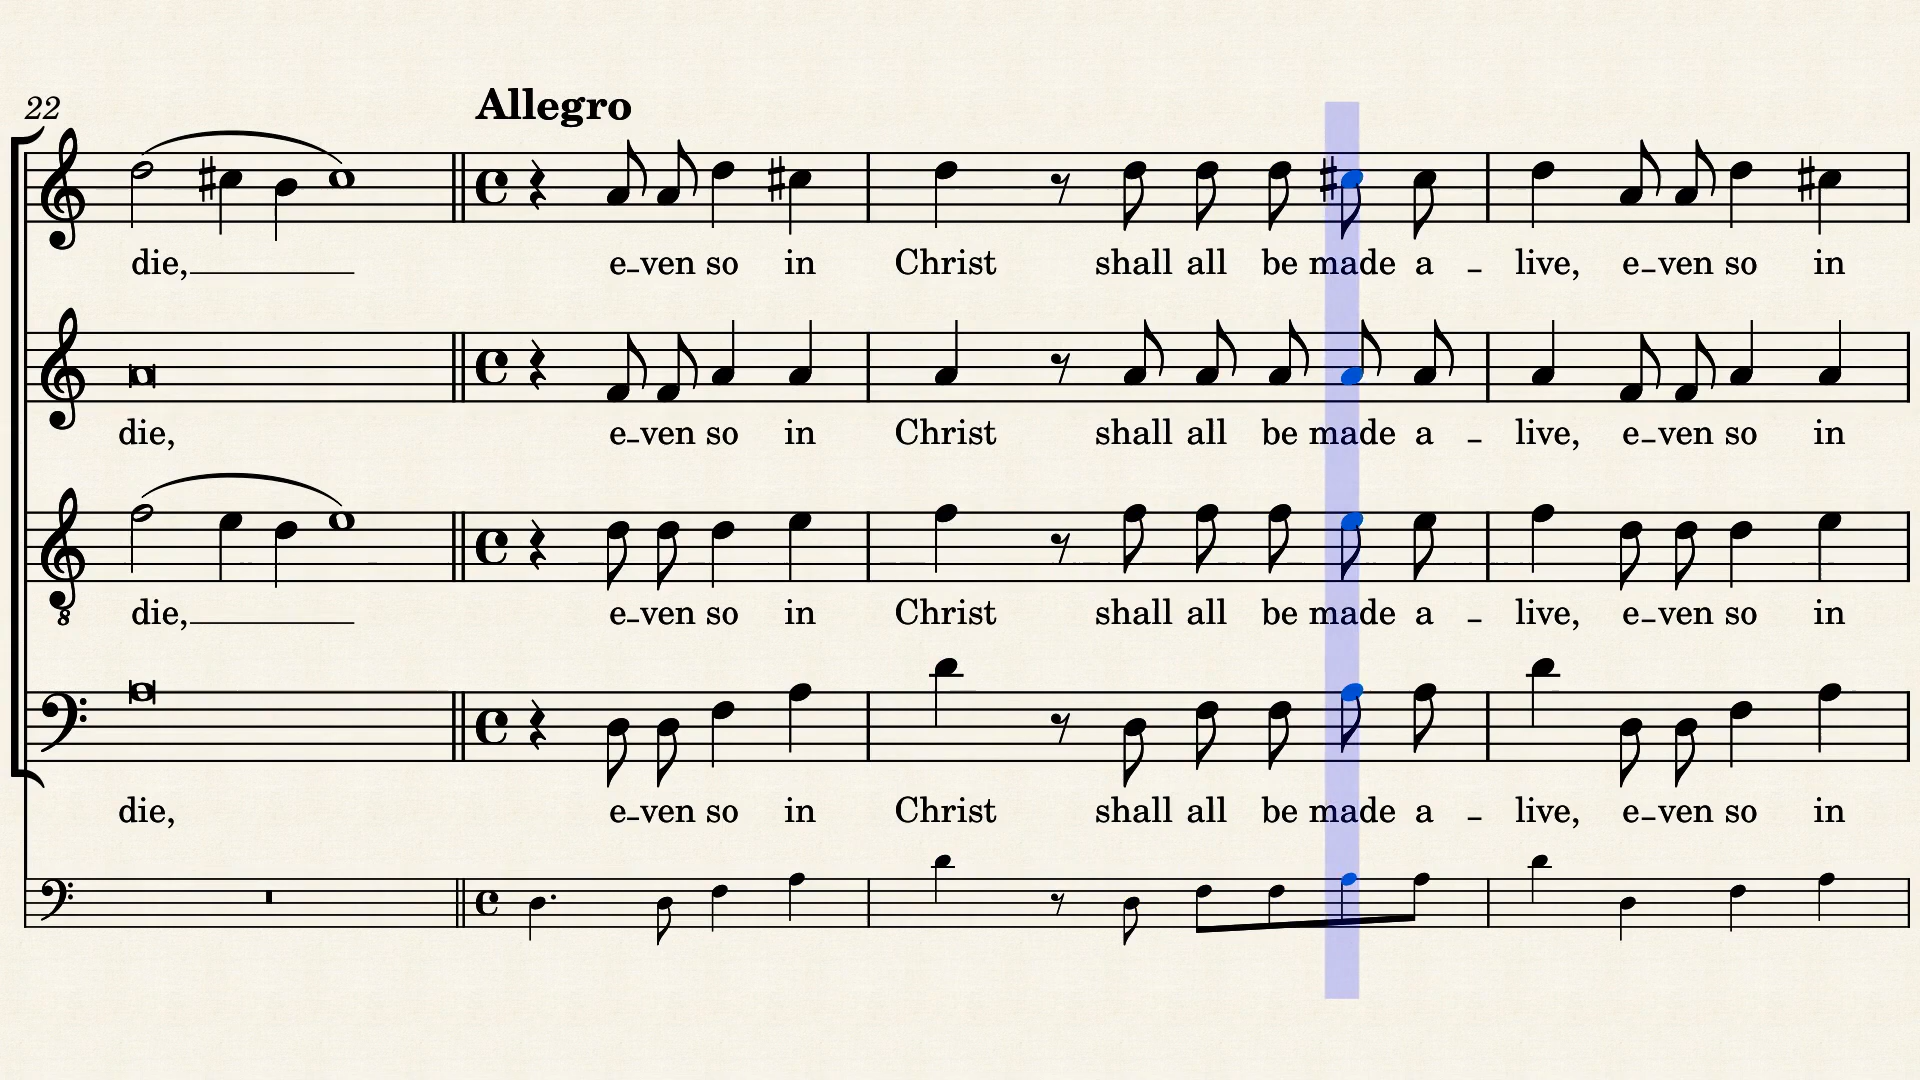 22
Allegro
die, e-ven so in Christ shall all be made a - live, e-ven so in
die, e-ven so in Christ shall all be made a - live, e-ven so in
8
die, e-ven so in Christ shall all be made a - live, e-ven so in
die, e-ven so in Christ shall all be made a - live, e-ven so in